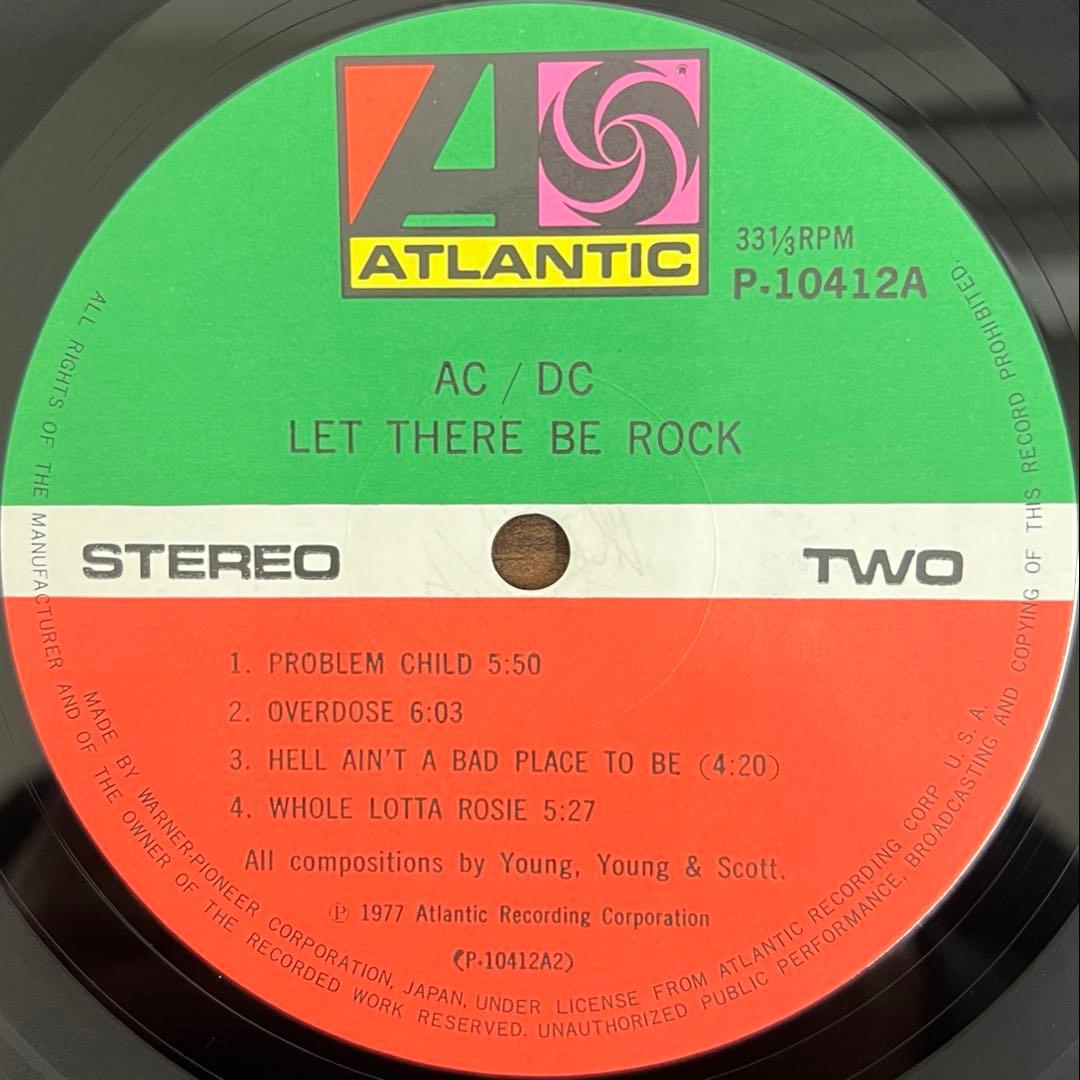 ATLANTIC
33⅓RPM
P-10412A
AC / DC
LET THERE BE ROCK
STEREO
TWO
1. PROBLEM CHILD 5:50
2. OVERDOSE 6:03
3. HELL AIN'T A BAD PLACE TO BE (4:20)
4. WHOLE LOTTA ROSIE 5:27
All compositions by Young, Young & Scott.
Ⓟ 1977 Atlantic Recording Corporation
(P-10412A2)
MADE BY WARNER-PIONEER CORPORATION, JAPAN, UNDER LICENSE FROM ATLANTIC RECORDING CORP U. S. A.
ALL RIGHTS OF THE MANUFACTURER AND OF THE OWNER OF THE RECORDED WORK RESERVED. UNAUTHORIZED PUBLIC PERFORMANCE, BROADCASTING AND COPYING OF THIS RECORD PROHIBITED.